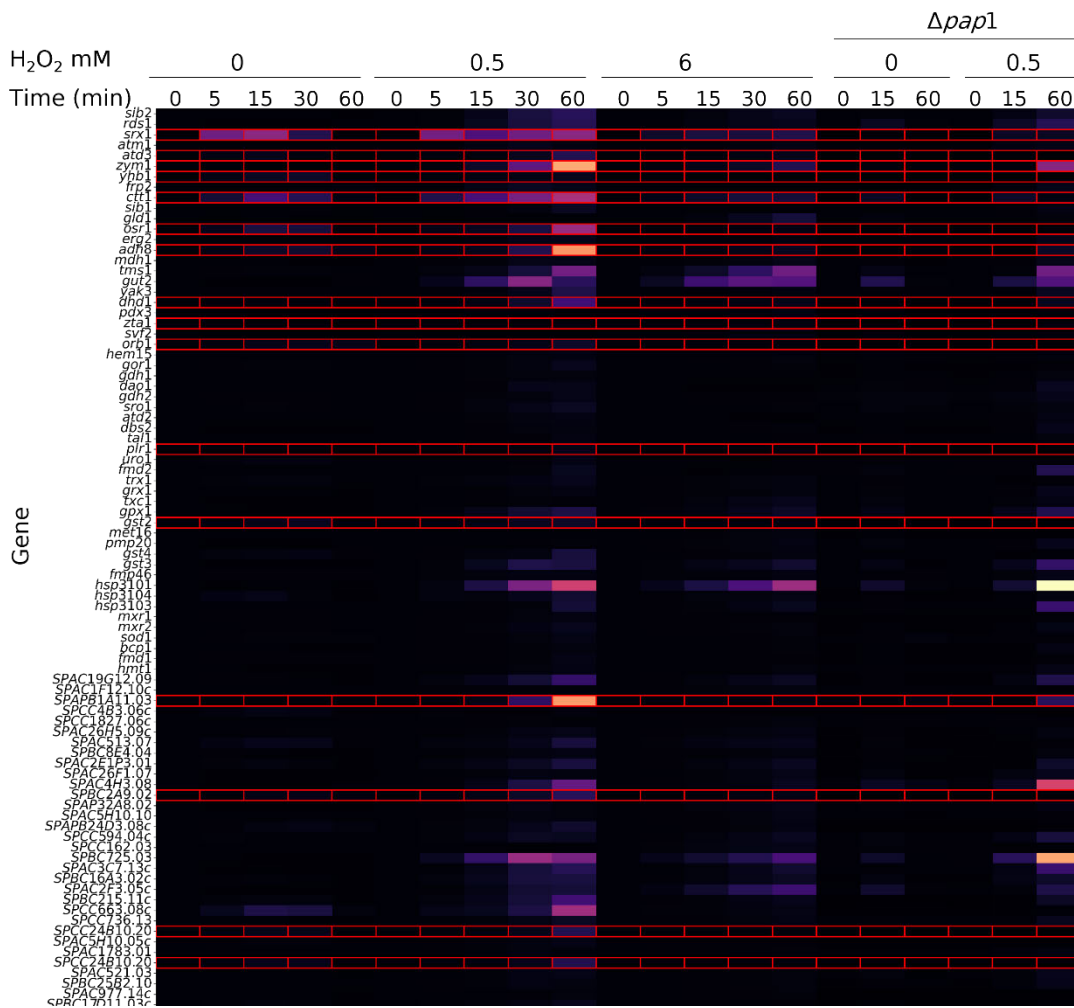 Δpap1
H₂O₂ mM 0 0.5 6 0 0.5
Time (min) 0 5 15 30 60 0 5 15 30 60 0 5 15 30 60 0 15 60 0 15 60
sib2
rds1
srx1
atm1
atd3
zym1
yhb1
frp2
ctt1
sib1
gld1
osr1
erg2
adh8
mdh1
tms1
gut2
yak3
dhd1
pdx3
zta1
svf2
orb1
hem15
gor1
gdh1
dao1
gdh2
sro1
atd2
dbs2
tal1
plr1
uro1
fmd2
trx1
grx1
txc1
gpx1
gst2
met16
pmp20
gst4
gst3
fmp46
hsp3101
hsp3104
hsp3103
mxr1
mxr2
sod1
bcp1
fmd1
hmt1
SPAC19G12.09
SPAC1F12.10c
SPAPB1A11.03
SPCC4B3.06c
SPCC1827.06c
SPAC26H5.09c
SPAC513.07
SPBC8E4.04
SPAC2E1P3.01
SPAC26F1.07
SPAC4H3.08
SPBC2A9.02
SPAP32A8.02
SPAC5H10.10
SPAPB24D3.08c
SPCC594.04c
SPCC162.03
SPBC725.03
SPAC3C7.13c
SPBC16A3.02c
SPAC2F3.05c
SPBC215.11c
SPCC663.08c
SPCC736.13
SPCC24B10.20
SPAC5H10.05c
SPAC1783.01
SPCC24B10.20
SPAC521.03
SPBC25B2.10
SPAC977.14c
SPBC17D11.03c
Gene